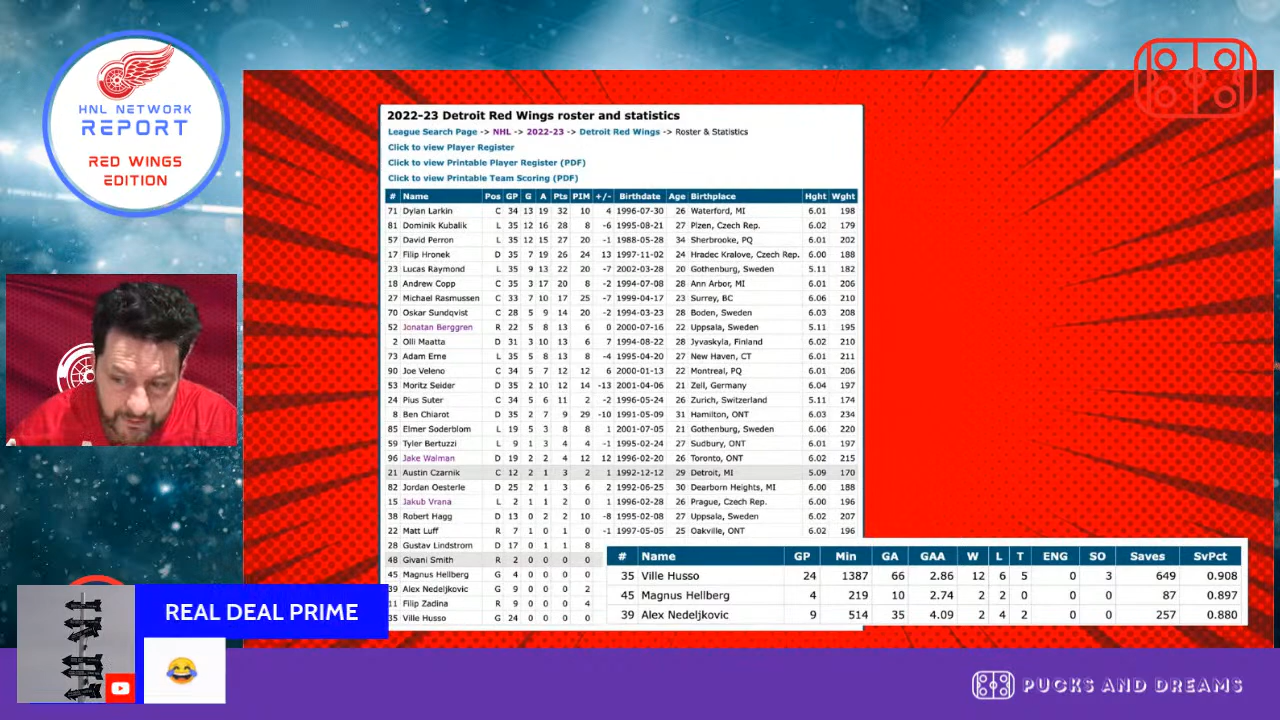 HNL NETWORK
REPORT
RED WINGS
EDITION
2022-23 Detroit Red Wings roster and statistics
League Search Page -> NHL -> 2022-23 -> Detroit Red Wings -> Roster & Statistics
Click to view Player Register
Click to view Printable Player Register (PDF)
Click to view Printable Team Scoring (PDF)
# Name Pos GP G A Pts PIM +/- Birthdate Age Birthplace Hght Wght
71 Dylan Larkin C 34 13 19 32 10 4 1996-07-30 26 Waterford, MI 6.01 198
81 Dominik Kubalik L 35 12 16 28 8 -6 1995-08-21 27 Plzen, Czech Rep. 6.02 179
57 David Perron L 35 12 15 27 20 -1 1988-05-28 34 Sherbrooke, PQ 6.01 202
17 Filip Hronek D 35 7 19 26 24 13 1997-11-02 24 Hradec Kralove, Czech Rep. 6.00 188
23 Lucas Raymond L 35 9 13 22 20 -7 2002-03-28 20 Gothenburg, Sweden 5.11 182
18 Andrew Copp C 35 3 17 20 8 -2 1994-07-08 28 Ann Arbor, MI 6.01 206
27 Michael Rasmussen C 33 7 10 17 25 -7 1999-04-17 23 Surrey, BC 6.06 210
70 Oskar Sundqvist C 28 5 9 14 20 -2 1994-03-23 28 Boden, Sweden 6.03 208
52 Jonatan Berggren R 22 5 8 13 6 0 2000-07-16 22 Uppsala, Sweden 5.11 195
2 Olli Maatta D 31 3 10 13 6 7 1994-08-22 28 Jyvaskyla, Finland 6.02 210
73 Adam Erne L 35 5 8 13 8 -4 1995-04-20 27 New Haven, CT 6.01 211
90 Joe Veleno C 34 5 7 12 12 6 2000-01-13 22 Montreal, PQ 6.01 206
53 Moritz Seider D 35 2 10 12 14 -13 2001-04-06 21 Zell, Germany 6.04 197
24 Pius Suter C 34 5 6 11 2 -2 1996-05-24 26 Zurich, Switzerland 5.11 174
8 Ben Chiarot D 35 2 7 9 29 -10 1991-05-09 31 Hamilton, ONT 6.03 234
85 Elmer Soderblom L 19 5 3 8 8 1 2001-07-05 21 Gothenburg, Sweden 6.06 220
59 Tyler Bertuzzi L 9 1 3 4 4 -1 1995-02-24 27 Sudbury, ONT 6.01 197
96 Jake Walman D 19 2 2 4 12 12 1996-02-20 26 Toronto, ONT 6.02 215
21 Austin Czarnik C 12 2 1 3 2 1 1992-12-12 29 Detroit, MI 5.09 170
82 Jordan Oesterle D 25 2 1 3 6 2 1992-06-25 30 Dearborn Heights, MI 6.00 188
15 Jakub Vrana L 2 1 1 2 0 1 1996-02-28 26 Prague, Czech Rep. 6.00 196
38 Robert Hagg D 13 0 2 2 10 -8 1995-02-08 27 Uppsala, Sweden 6.02 207
22 Matt Luff R 7 1 0 1 0 -1 1997-05-05 25 Oakville, ONT 6.02 196
28 Gustav Lindstrom D 17 0 1 1 8
48 Givani Smith R 2 0 0 0 0
45 Magnus Hellberg G 4 0 0 0 0
39 Alex Nedeljkovic G 9 0 0 0 2
11 Filip Zadina R 9 0 0 0 4
35 Ville Husso G 24 0 0 0 0
# Name GP Min GA GAA W L T ENG SO Saves SvPct
35 Ville Husso 24 1387 66 2.86 12 6 5 0 3 649 0.908
45 Magnus Hellberg 4 219 10 2.74 2 2 0 0 0 87 0.897
39 Alex Nedeljkovic 9 514 35 4.09 2 4 2 0 0 257 0.880
REAL DEAL PRIME
PUCKS AND DREAMS